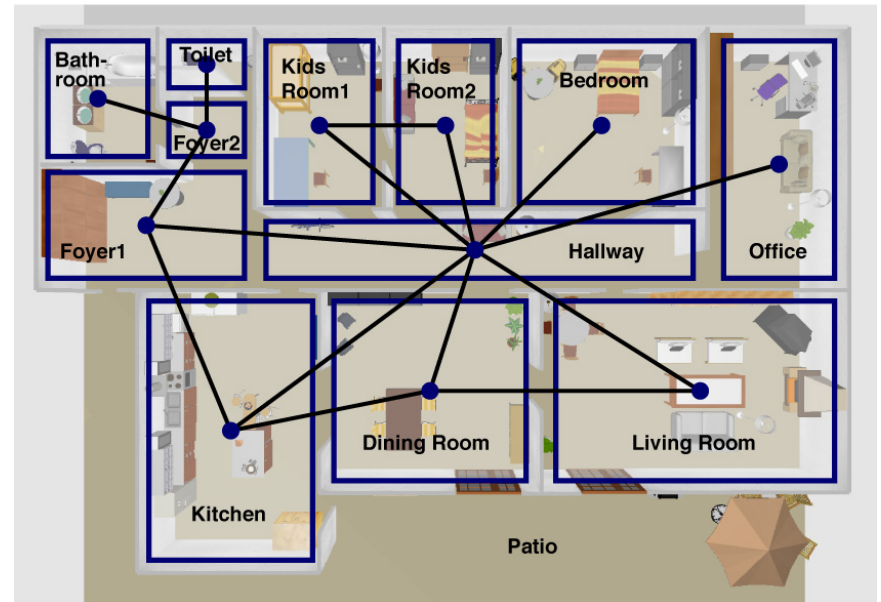 Bath-
room
Toilet
Foyer2
Kids
Room1
Kids
Room2
Bedroom
Foyer1
Hallway
Office
Dining Room
Living Room
Kitchen
Patio